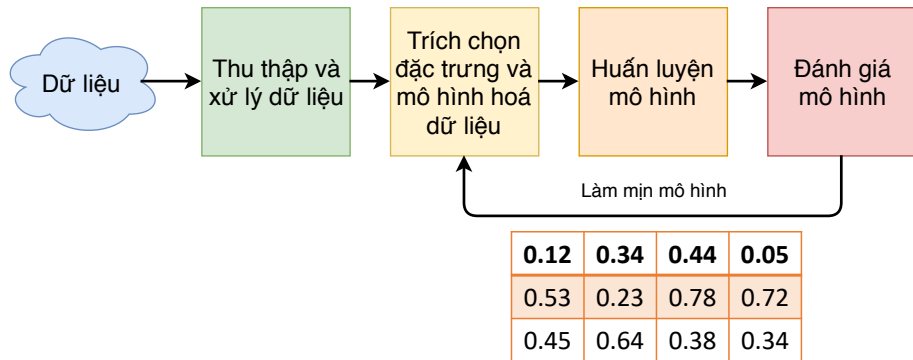 Dữ liệu
Thu thập và
xử lý dữ liệu
Trích chọn
đặc trưng và
mô hình hoá
dữ liệu
Huấn luyện
mô hình
Đánh giá
mô hình
Làm mịn mô hình
0.12 0.34 0.44 0.05
0.53 0.23 0.78 0.72
0.45 0.64 0.38 0.34